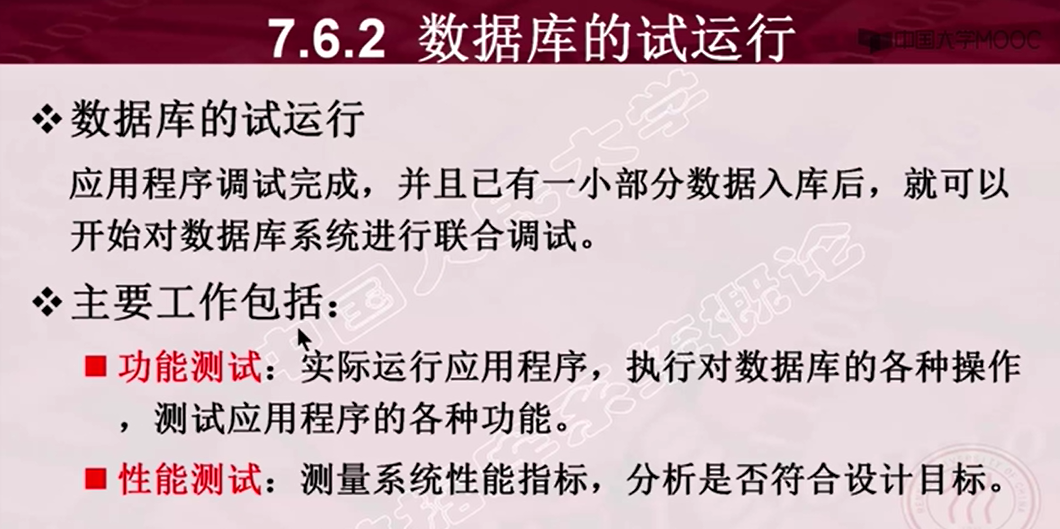 7.6.2 数据库的试运行
中国大学MOOC
❖数据库的试运行
应用程序调试完成，并且已有一小部分数据入库后，就可以
开始对数据库系统进行联合调试。
❖主要工作包括：
■ 功能测试：实际运行应用程序，执行对数据库的各种操作
，测试应用程序的各种功能。
■ 性能测试：测量系统性能指标，分析是否符合设计目标。
中国人民大学